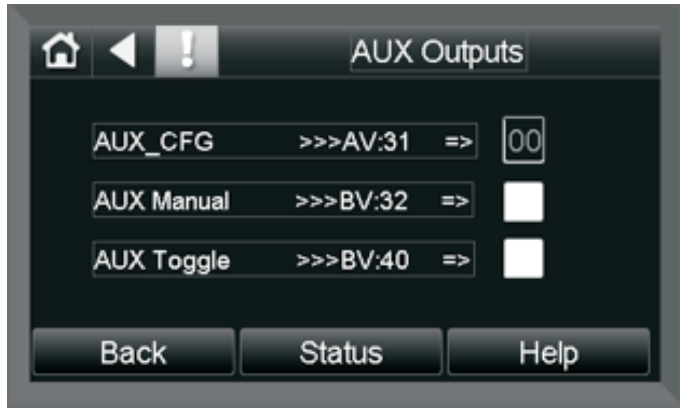 ! AUX Outputs
AUX_CFG >>>AV:31 => 00
AUX Manual >>>BV:32 =>
AUX Toggle >>>BV:40 =>
Back Status Help